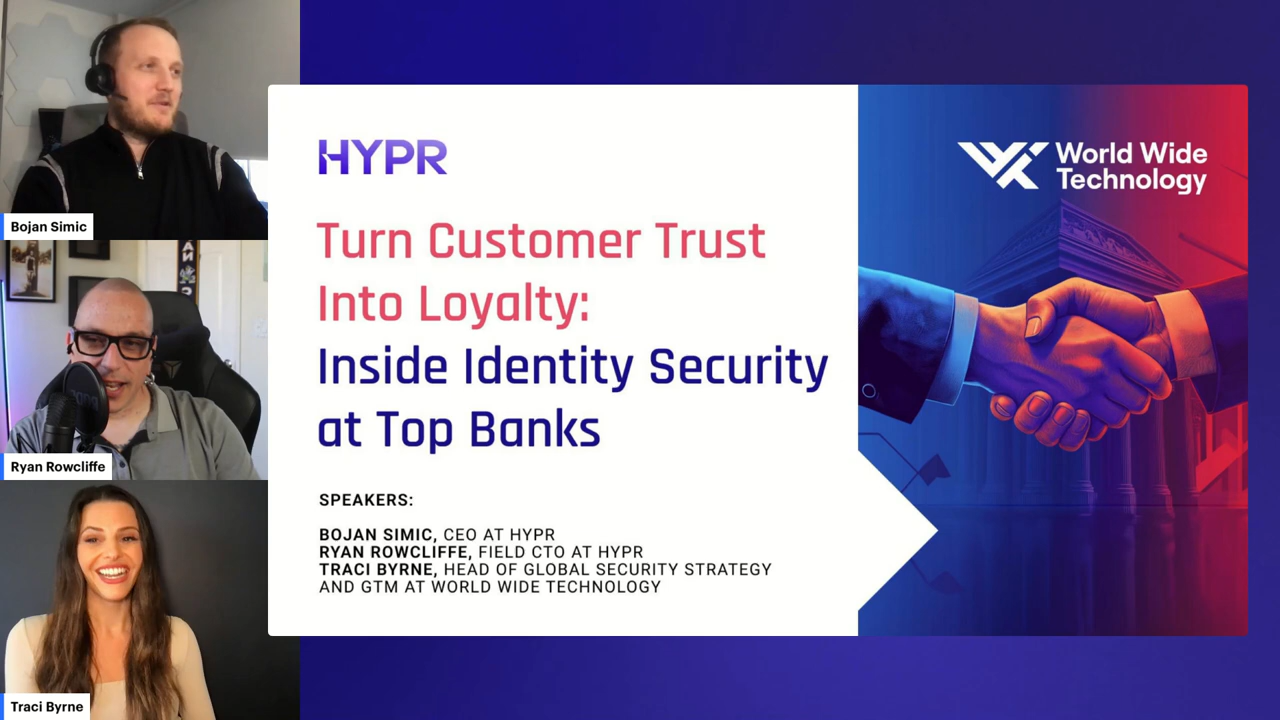 Bojan Simic
Ryan Rowcliffe
Traci Byrne
HYPR
Turn Customer Trust
Into Loyalty:
Inside Identity Security
at Top Banks
SPEAKERS:
BOJAN SIMIC, CEO AT HYPR
RYAN ROWCLIFFE, FIELD CTO AT HYPR
TRACI BYRNE, HEAD OF GLOBAL SECURITY STRATEGY
AND GTM AT WORLD WIDE TECHNOLOGY
World Wide
Technology